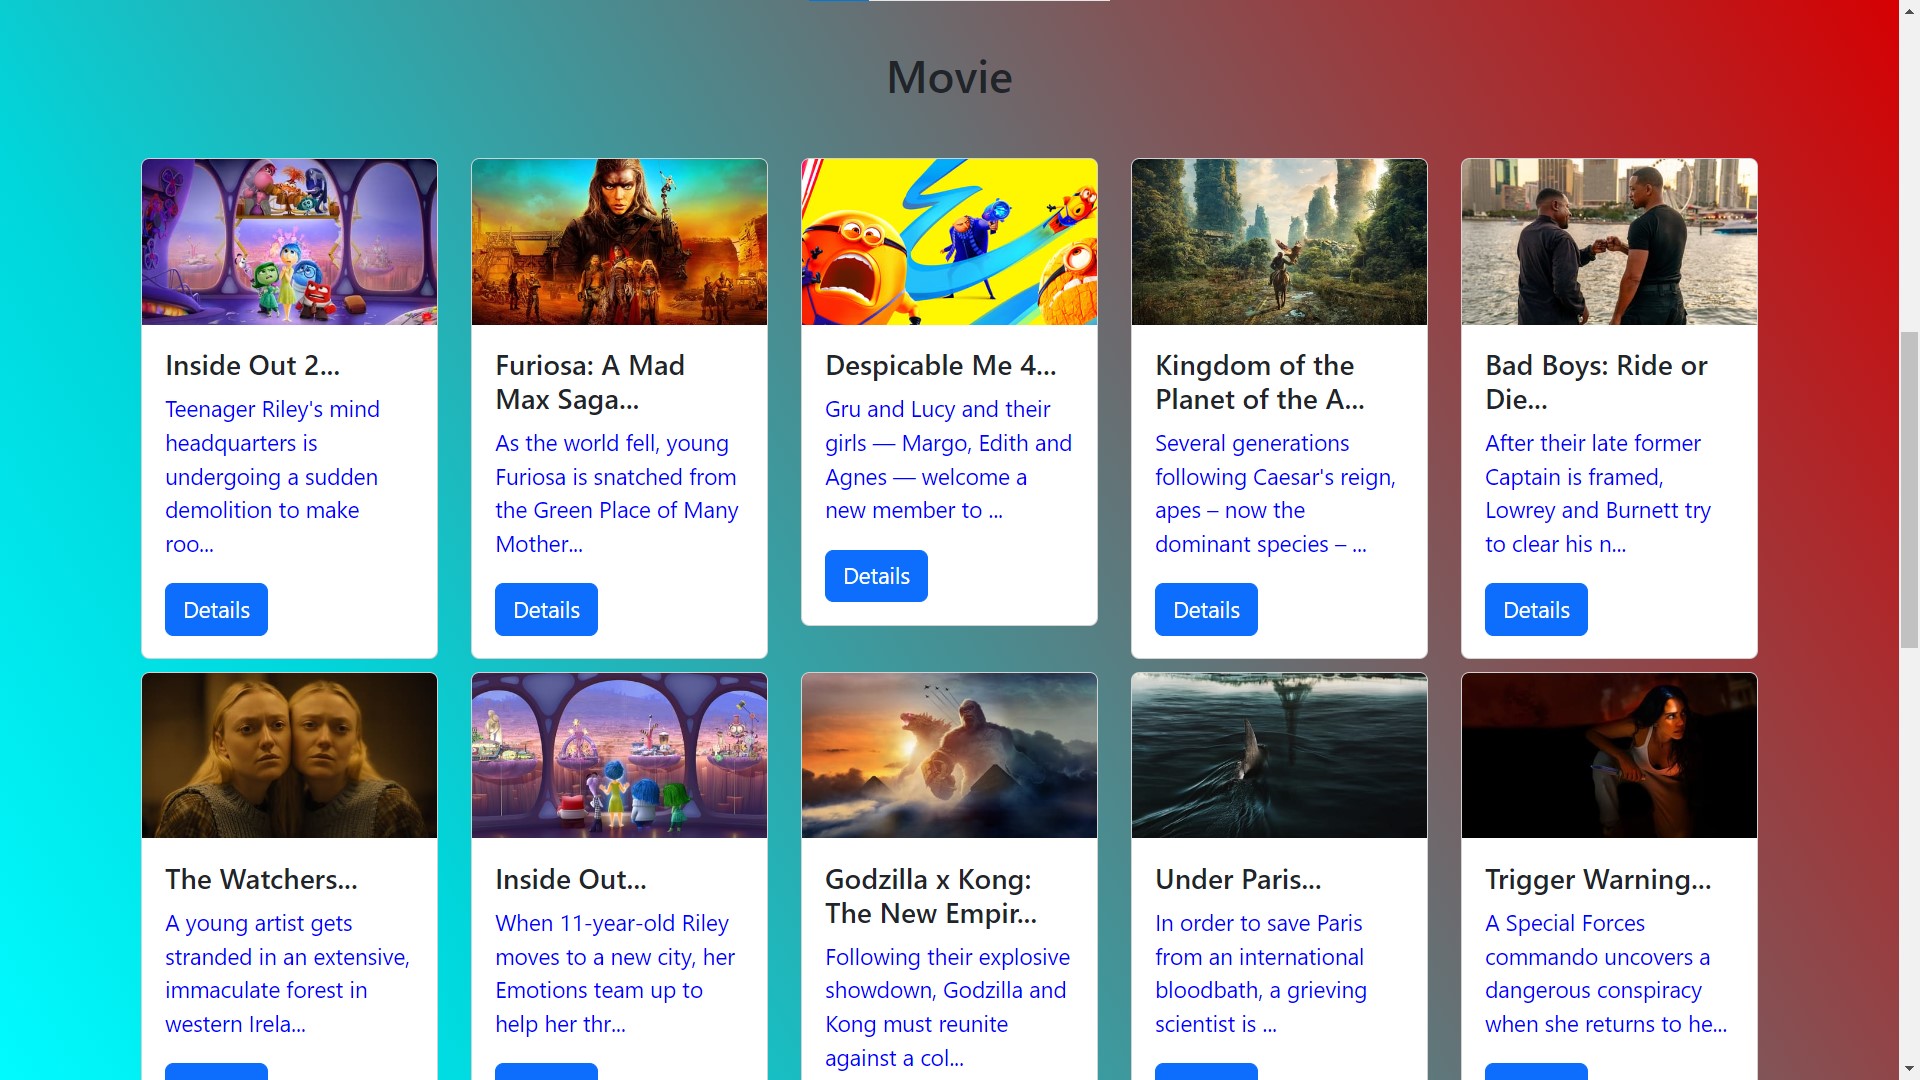 Movie
Inside Out 2...
Teenager Riley's mind
headquarters is
undergoing a sudden
demolition to make
roo...
Details
Furiosa: A Mad
Max Saga...
As the world fell, young
Furiosa is snatched from
the Green Place of Many
Mother...
Details
Despicable Me 4...
Gru and Lucy and their
girls — Margo, Edith and
Agnes — welcome a
new member to ...
Details
Kingdom of the
Planet of the A...
Several generations
following Caesar's reign,
apes – now the
dominant species – ...
Details
Bad Boys: Ride or
Die...
After their late former
Captain is framed,
Lowrey and Burnett try
to clear his n...
Details
The Watchers...
A young artist gets
stranded in an extensive,
immaculate forest in
western Irela...
Inside Out...
When 11-year-old Riley
moves to a new city, her
Emotions team up to
help her thr...
Godzilla x Kong:
The New Empir...
Following their explosive
showdown, Godzilla and
Kong must reunite
against a col...
Under Paris...
In order to save Paris
from an international
bloodbath, a grieving
scientist is ...
Trigger Warning...
A Special Forces
commando uncovers a
dangerous conspiracy
when she returns to he...